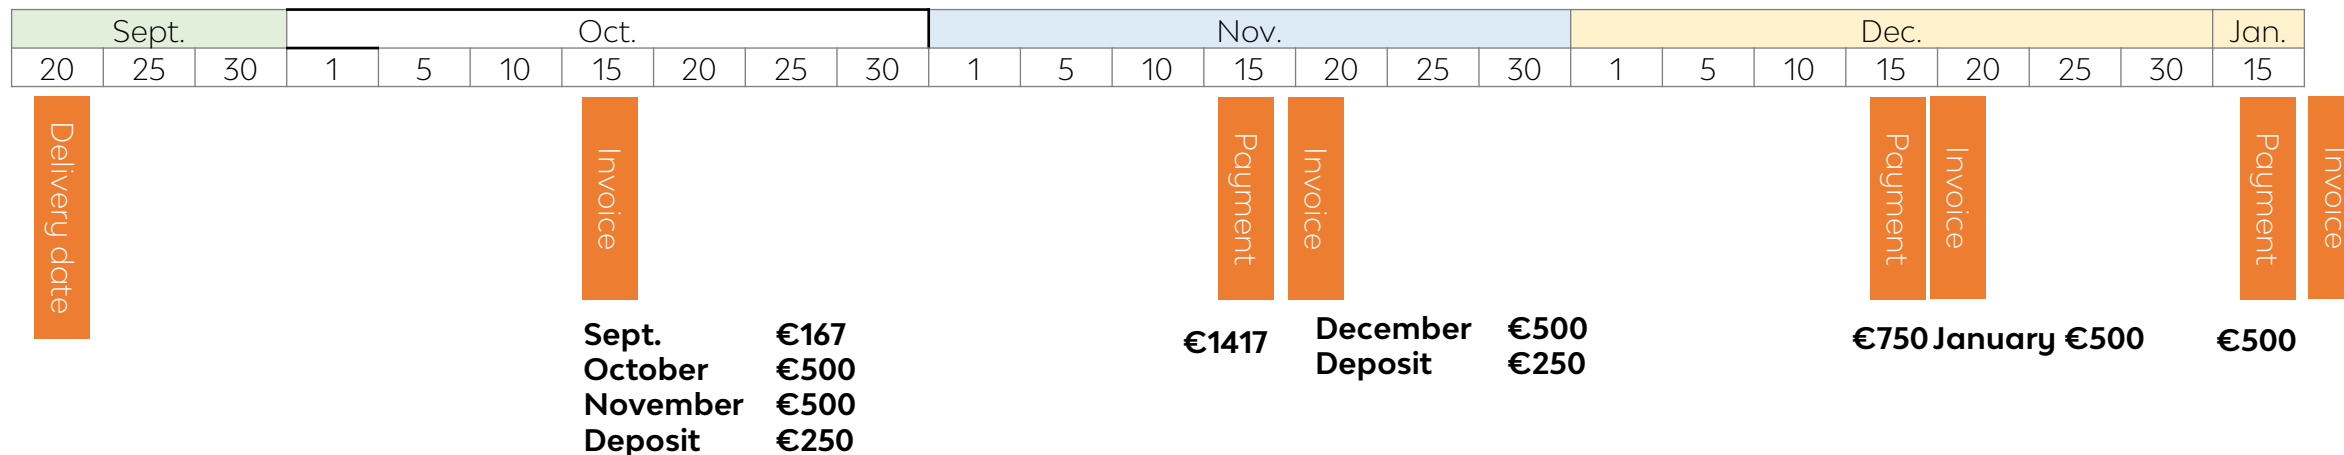 Sept. Oct. Nov. Dec. Jan.
20 25 30 1 5 10 15 20 25 30 1 5 10 15 20 25 30 1 5 10 15 20 25 30 15
Delivery date
Invoice
Payment
Invoice
Payment
Invoice
Payment
Invoice
Sept. €167
October €500
November €500
Deposit €250
€1417
December €500
Deposit €250
€750
January €500
€500